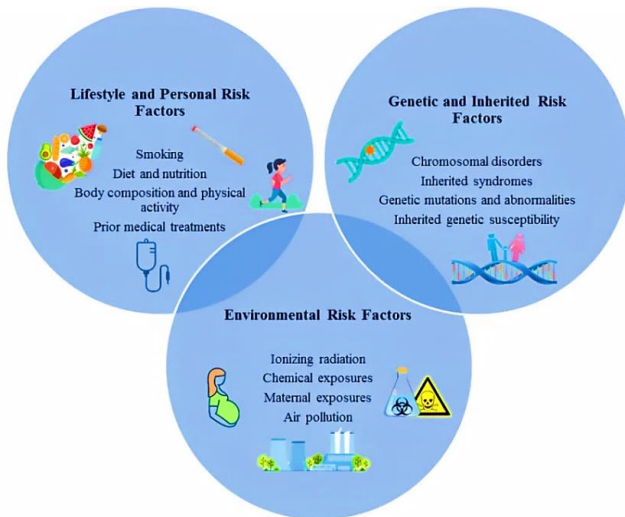 Lifestyle and Personal Risk
Factors
Smoking
Diet and nutrition
Body composition and physical
activity
Prior medical treatments
Genetic and Inherited Risk
Factors
Chromosomal disorders
Inherited syndromes
Genetic mutations and abnormalities
Inherited genetic susceptibility
Environmental Risk Factors
Ionizing radiation
Chemical exposures
Maternal exposures
Air pollution